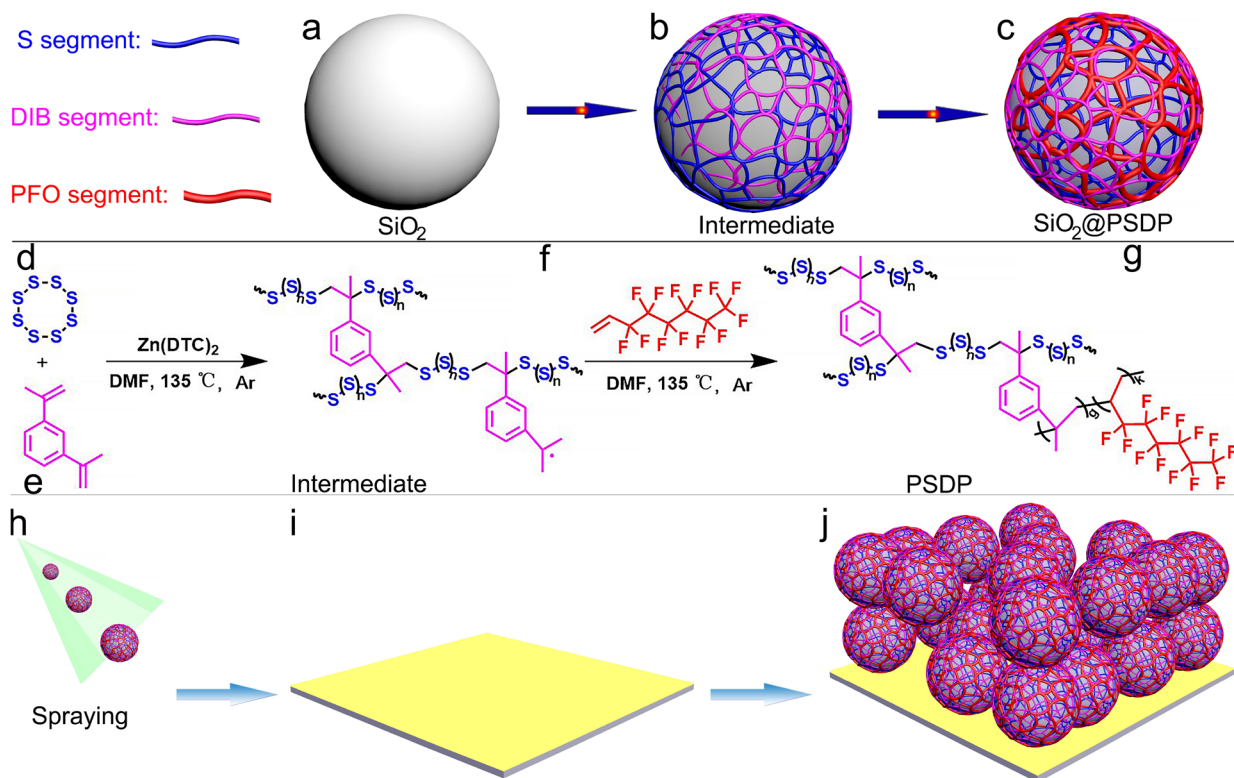 S segment:
DIB segment:
PFO segment:
a
b
c
SiO₂
Intermediate
SiO₂@PSDP
d
S S S S S S S S
+
Zn(DTC)₂
DMF, 135 ℃, Ar
e
S (S)n S S (S)n S
S (S)n S S (S)n S S (S)n S
Intermediate
f
F F F F F F F F F F F F F
DMF, 135 ℃, Ar
g
S (S)n S S (S)n S
S (S)n S S (S)n S S (S)n S
g
k
F F F F F F F F F F F F F
PSDP
h
i
j
Spraying